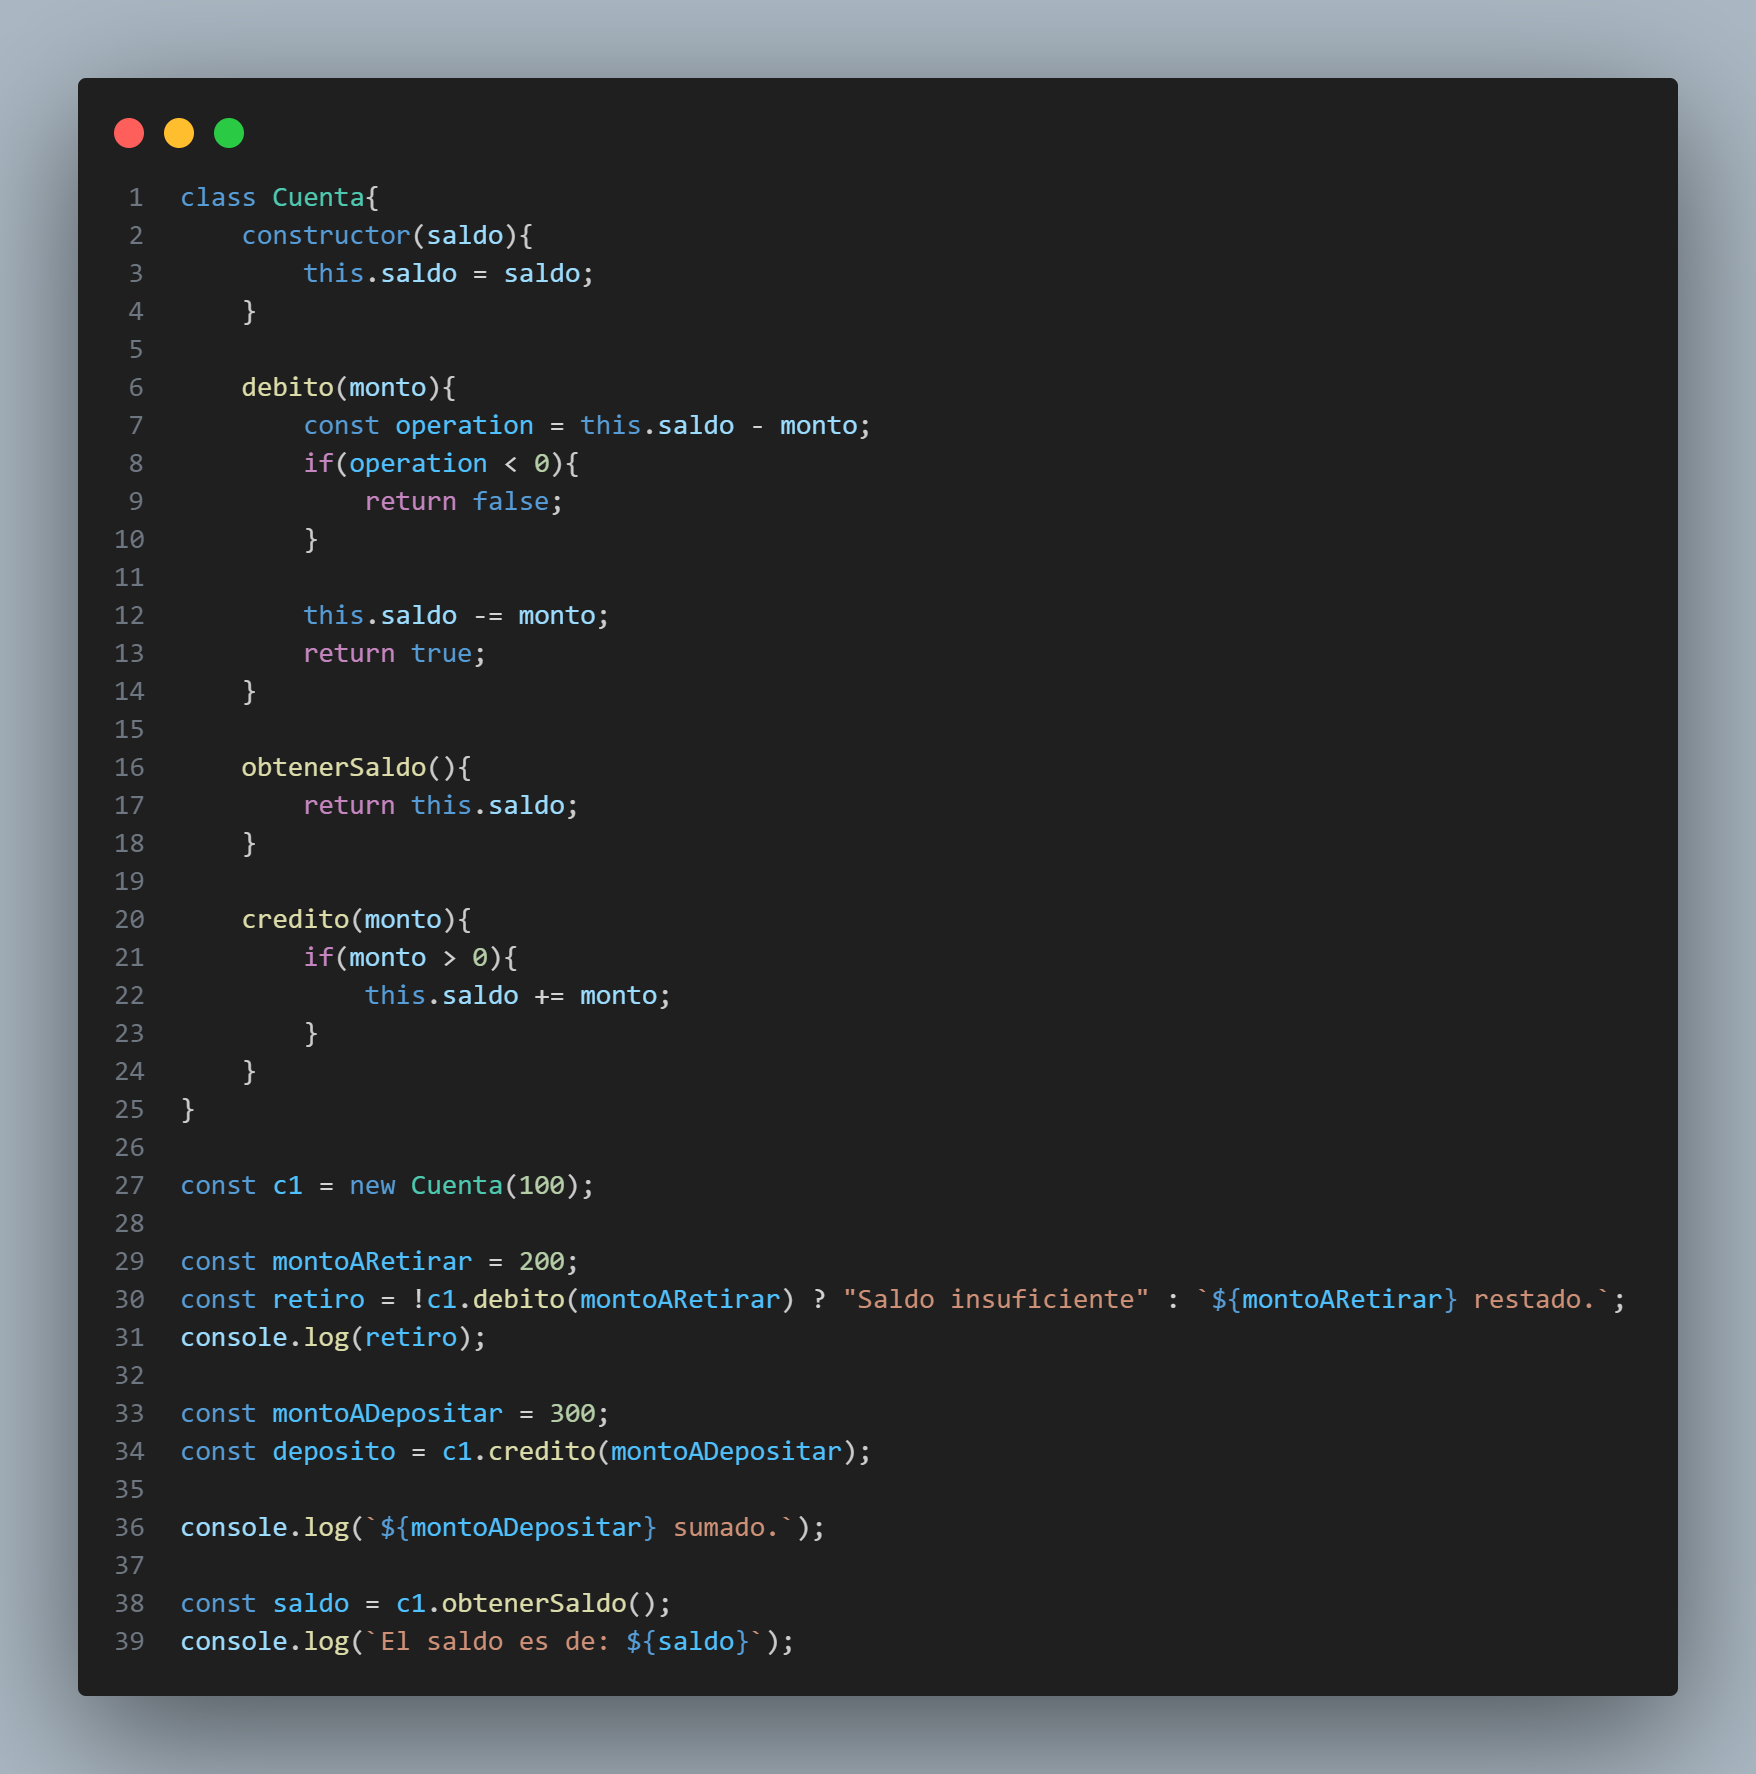 1 class Cuenta{
2     constructor(saldo){
3         this.saldo = saldo;
4     }
5
6     debito(monto){
7         const operation = this.saldo - monto;
8         if(operation < 0){
9             return false;
10         }
11
12         this.saldo -= monto;
13         return true;
14     }
15
16     obtenerSaldo(){
17         return this.saldo;
18     }
19
20     credito(monto){
21         if(monto > 0){
22             this.saldo += monto;
23         }
24     }
25 }
26
27 const c1 = new Cuenta(100);
28
29 const montoARetirar = 200;
30 const retiro = !c1.debito(montoARetirar) ? "Saldo insuficiente" : `${montoARetirar} restado.`;
31 console.log(retiro);
32
33 const montoADepositar = 300;
34 const deposito = c1.credito(montoADepositar);
35
36 console.log(`${montoADepositar} sumado.`);
37
38 const saldo = c1.obtenerSaldo();
39 console.log(`El saldo es de: ${saldo}`);